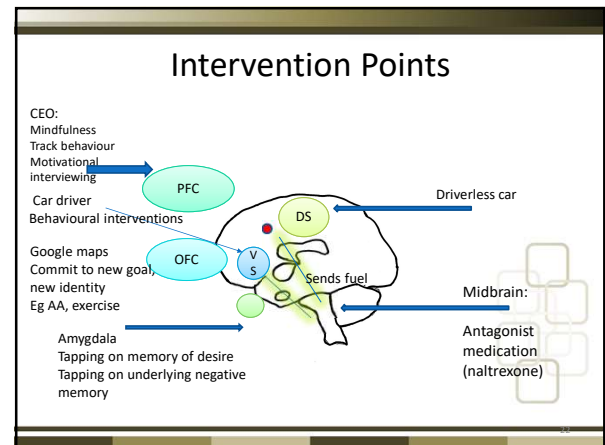 Intervention Points
CEO:
Mindfulness
Track behaviour
Motivational
interviewing
PFC
Car driver
Behavioural interventions
DS
Driverless car
Google maps
Commit to new goal,
new identity
Eg AA, exercise
OFC
V
S
Sends fuel
Midbrain:
Antagonist
medication
(naltrexone)
Amygdala
Tapping on memory of desire
Tapping on underlying negative
memory
22